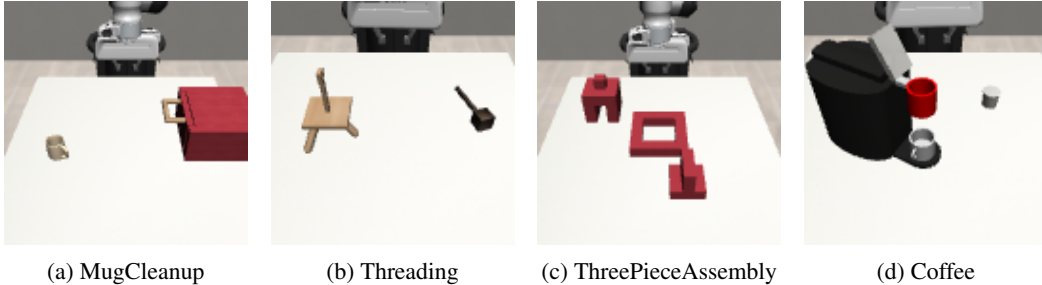 (a) MugCleanup
(b) Threading
(c) ThreePieceAssembly
(d) Coffee